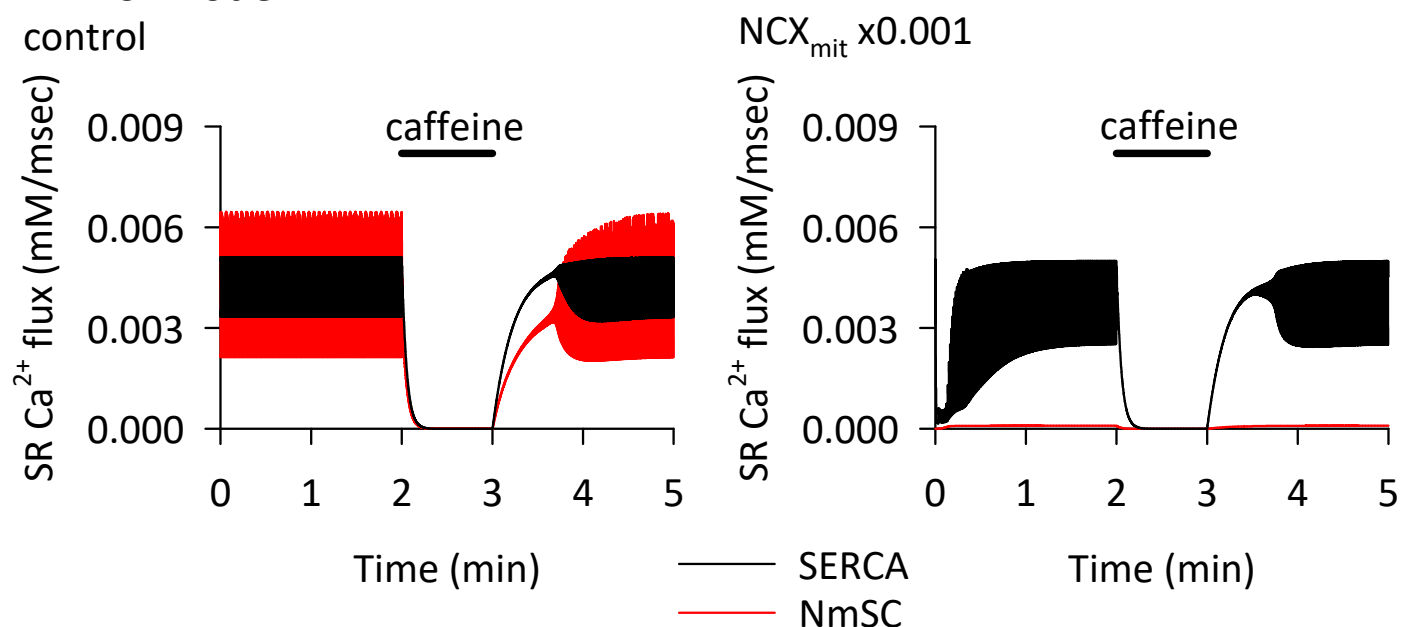 control
NCXmit x0.001
SR Ca2+ flux (mM/msec)
0.009
0.006
0.003
0.000
caffeine
0 1 2 3 4 5
Time (min)
SR Ca2+ flux (mM/msec)
0.009
0.006
0.003
0.000
caffeine
0 1 2 3 4 5
Time (min)
SERCA
NmSC